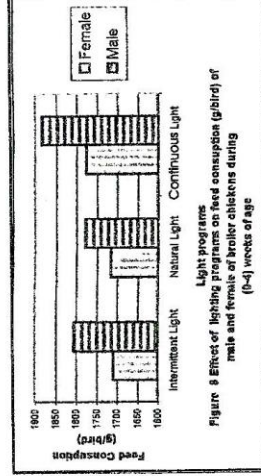 Female
Male
1900
1850
1800
1750
1700
1650
1600
Feed Consuption
(g/bird)
Intermittent Light
Natural Light
Continuous Light
Light programs
Figure 8 Effect of lighting programs on feed consuption (g/bird) of
male and female of broiler chickens during
(0-4) weeks of age